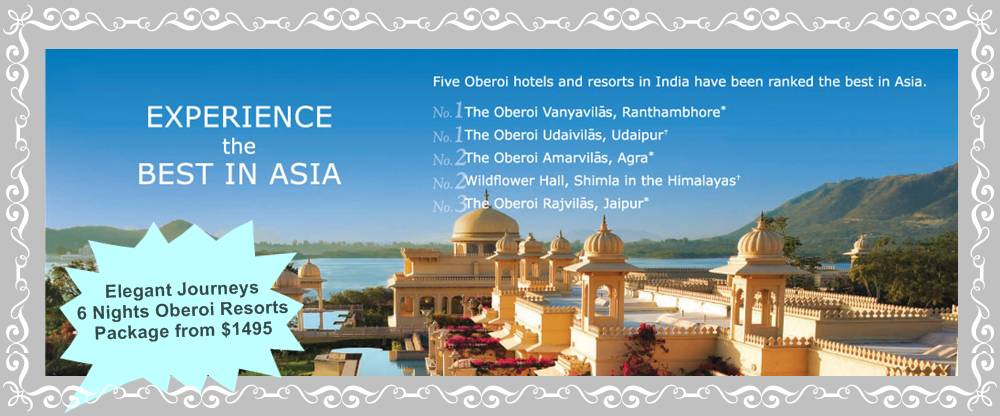 EXPERIENCE
the
BEST IN ASIA
Five Oberoi hotels and resorts in India have been ranked the best in Asia.
No. 1 The Oberoi Vanyavilās, Ranthambhore*
No. 1 The Oberoi Udaivilās, Udaipur†
No. 2 The Oberoi Amarvilās, Agra*
No. 2 Wildflower Hall, Shimla in the Himalayas†
No. 3 The Oberoi Rajvilās, Jaipur*
Elegant Journeys
6 Nights Oberoi Resorts
Package from $1495